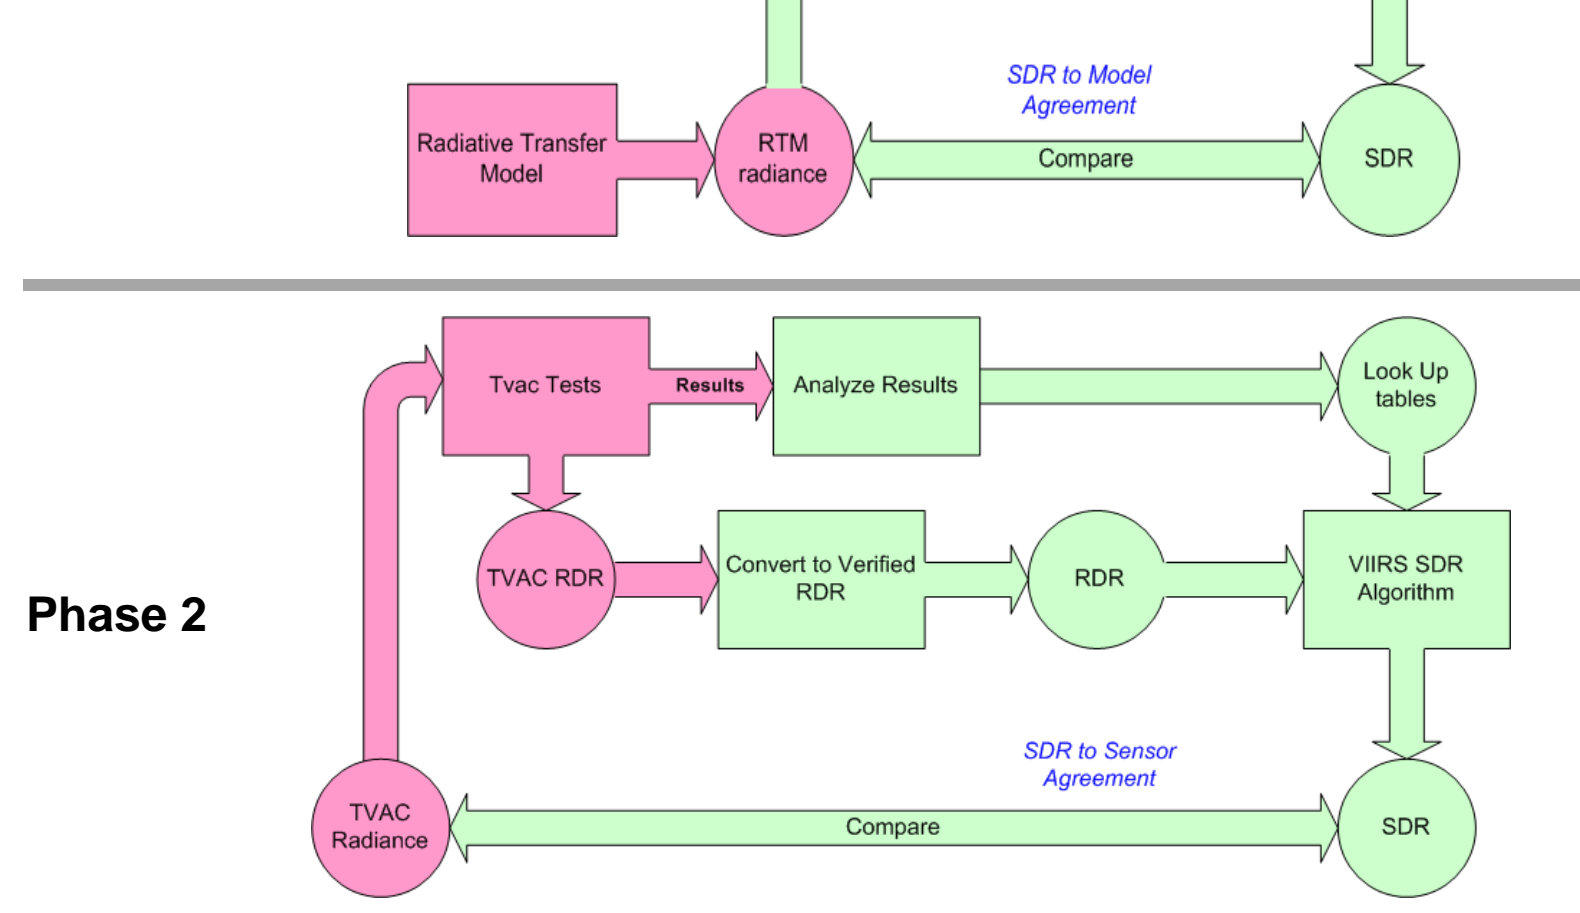 SDR to Model
Agreement
Radiative Transfer
Model
RTM
radiance
Compare
SDR
Tvac Tests
Results
Analyze Results
Look Up
tables
TVAC RDR
Convert to Verified
RDR
RDR
VIIRS SDR
Algorithm
Phase 2
SDR to Sensor
Agreement
TVAC
Radiance
Compare
SDR